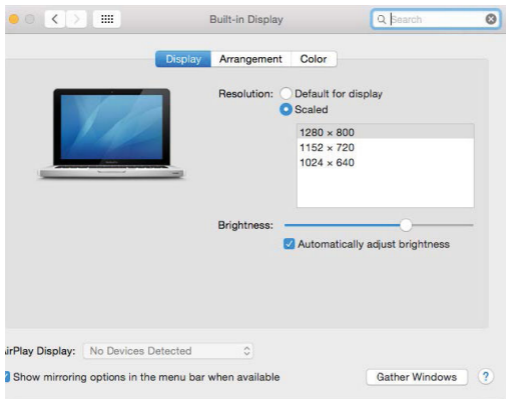 Built-in Display
Search
Display Arrangement Color
Resolution: Default for display
Scaled
1280 × 800
1152 × 720
1024 × 640
Brightness:
Automatically adjust brightness
AirPlay Display: No Devices Detected
Show mirroring options in the menu bar when available
Gather Windows ?